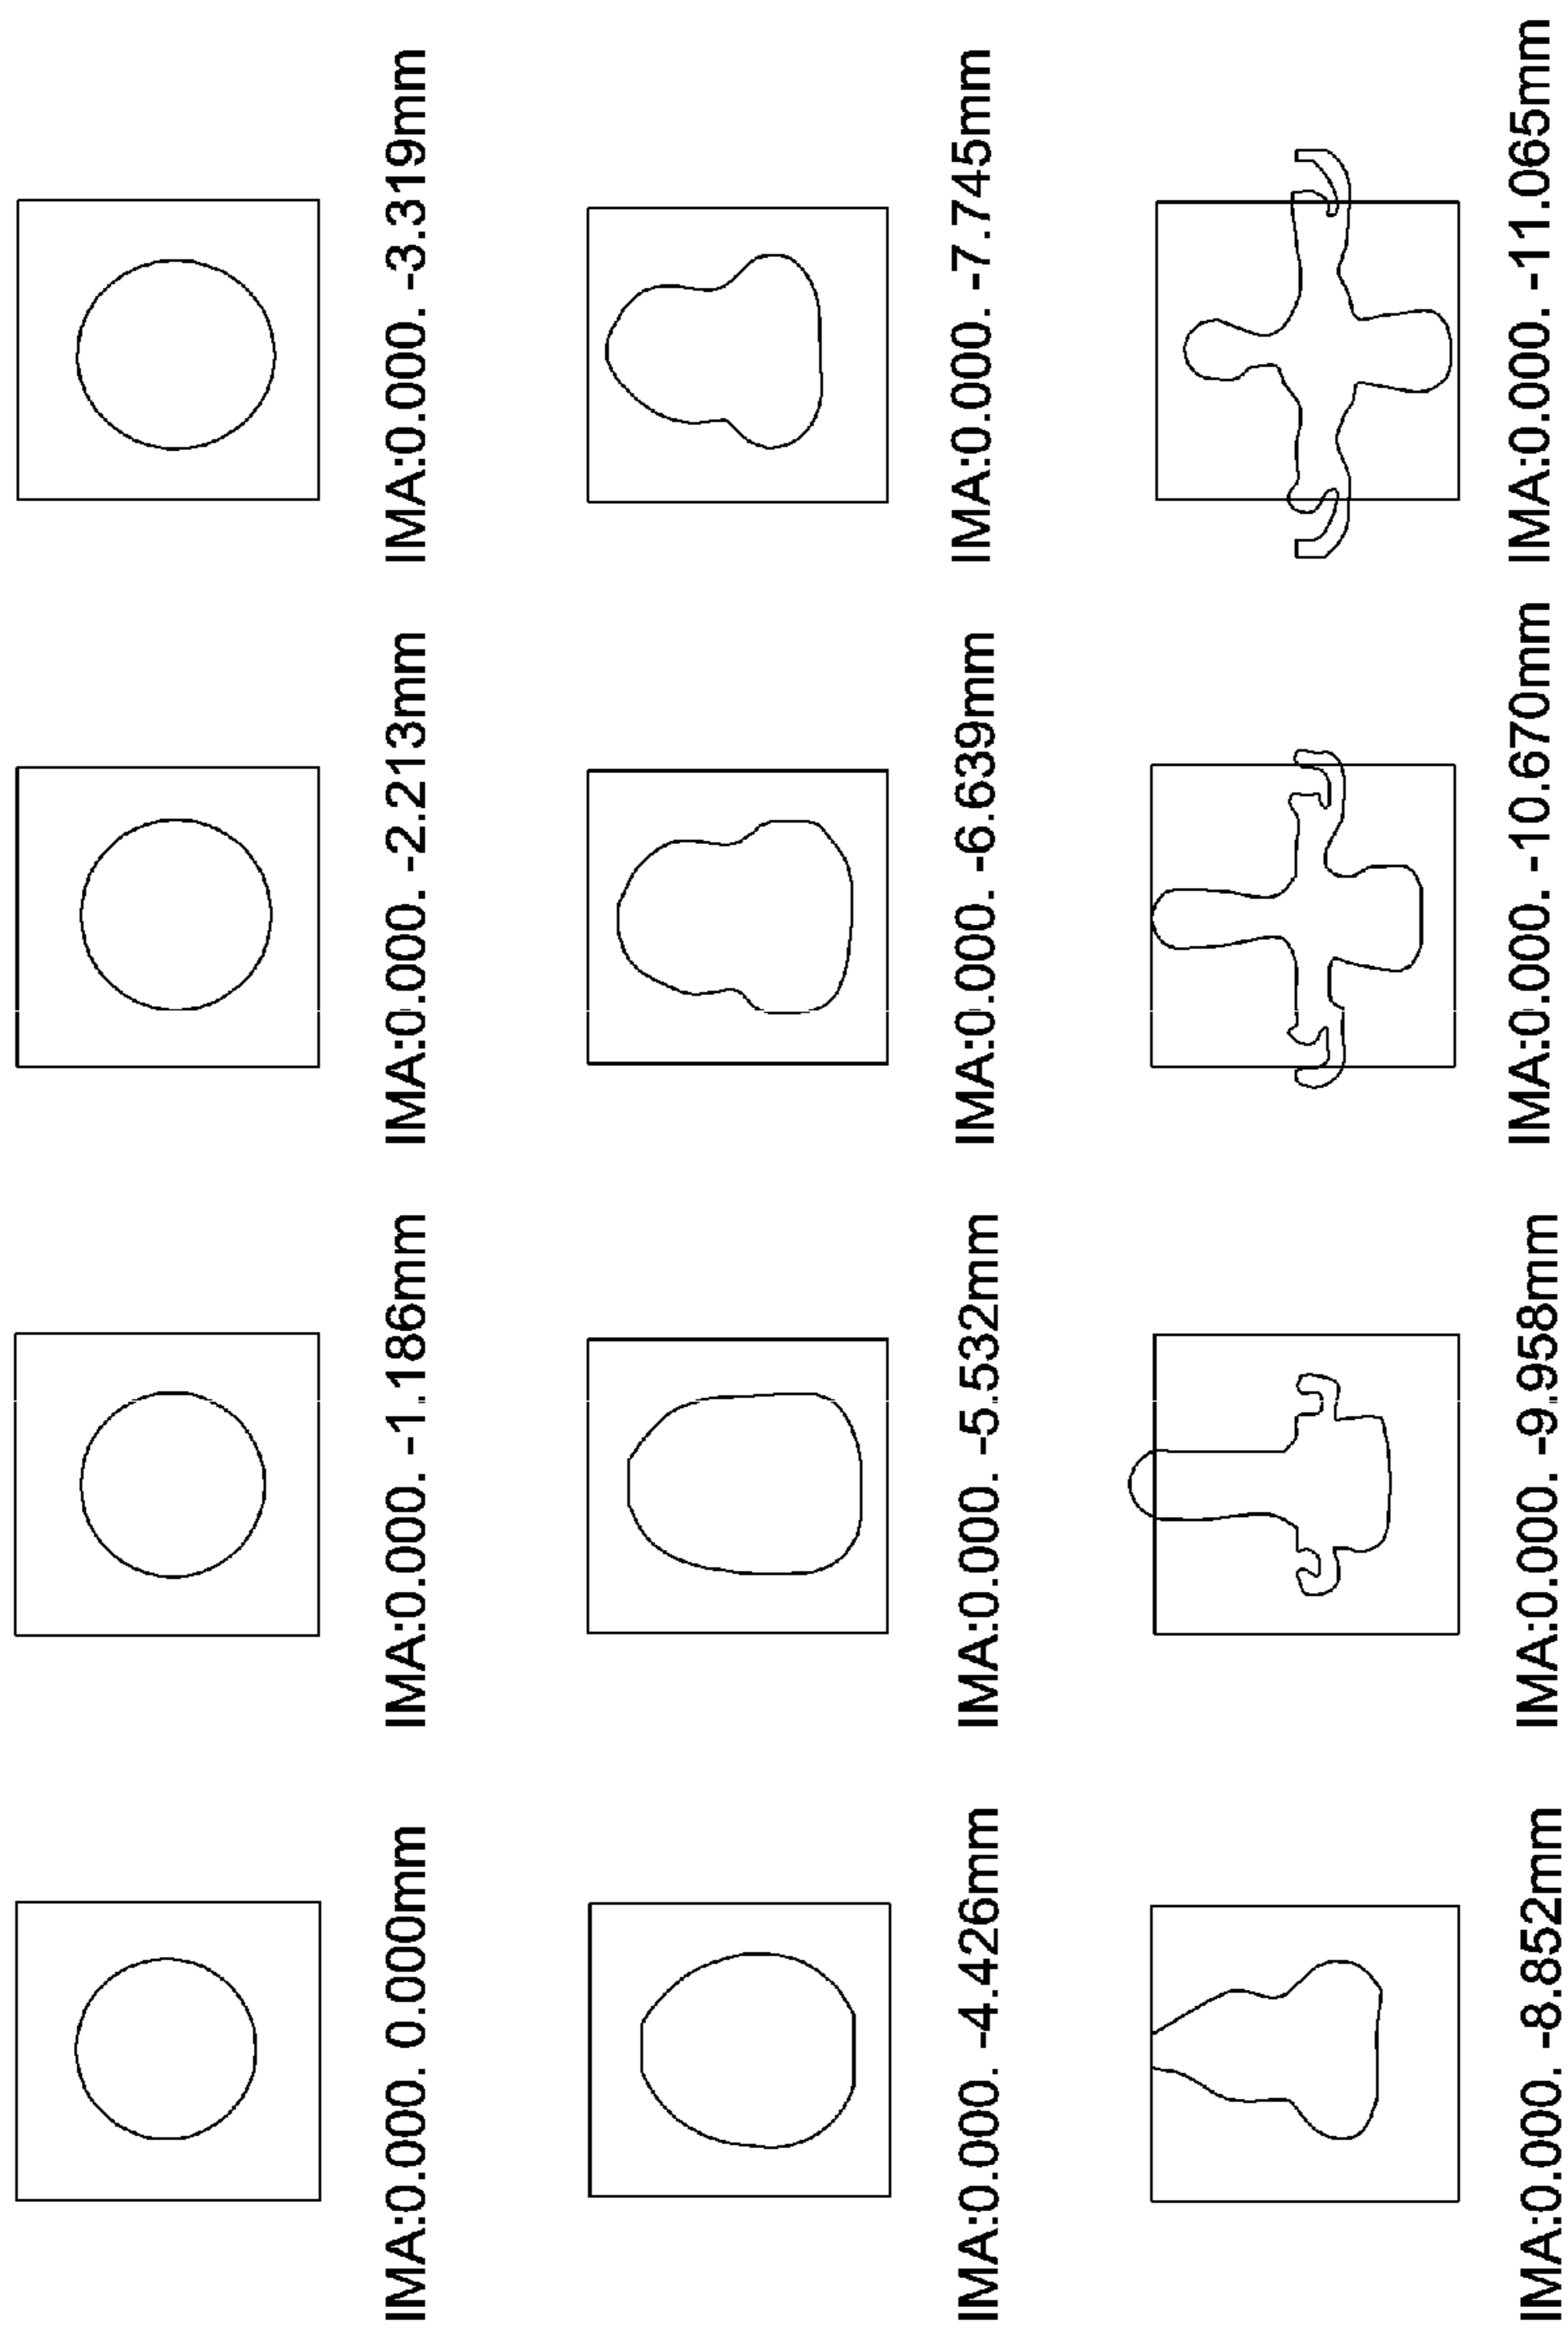 IMA:0.000. 0.000mm
IMA:0.000. -1.186mm
IMA:0.000. -2.213mm
IMA:0.000. -3.319mm
IMA:0.000. -4.426mm
IMA:0.000. -5.532mm
IMA:0.000. -6.639mm
IMA:0.000. -7.745mm
IMA:0.000. -8.852mm
IMA:0.000. -9.958mm
IMA:0.000. -10.670mm
IMA:0.000. -11.065mm